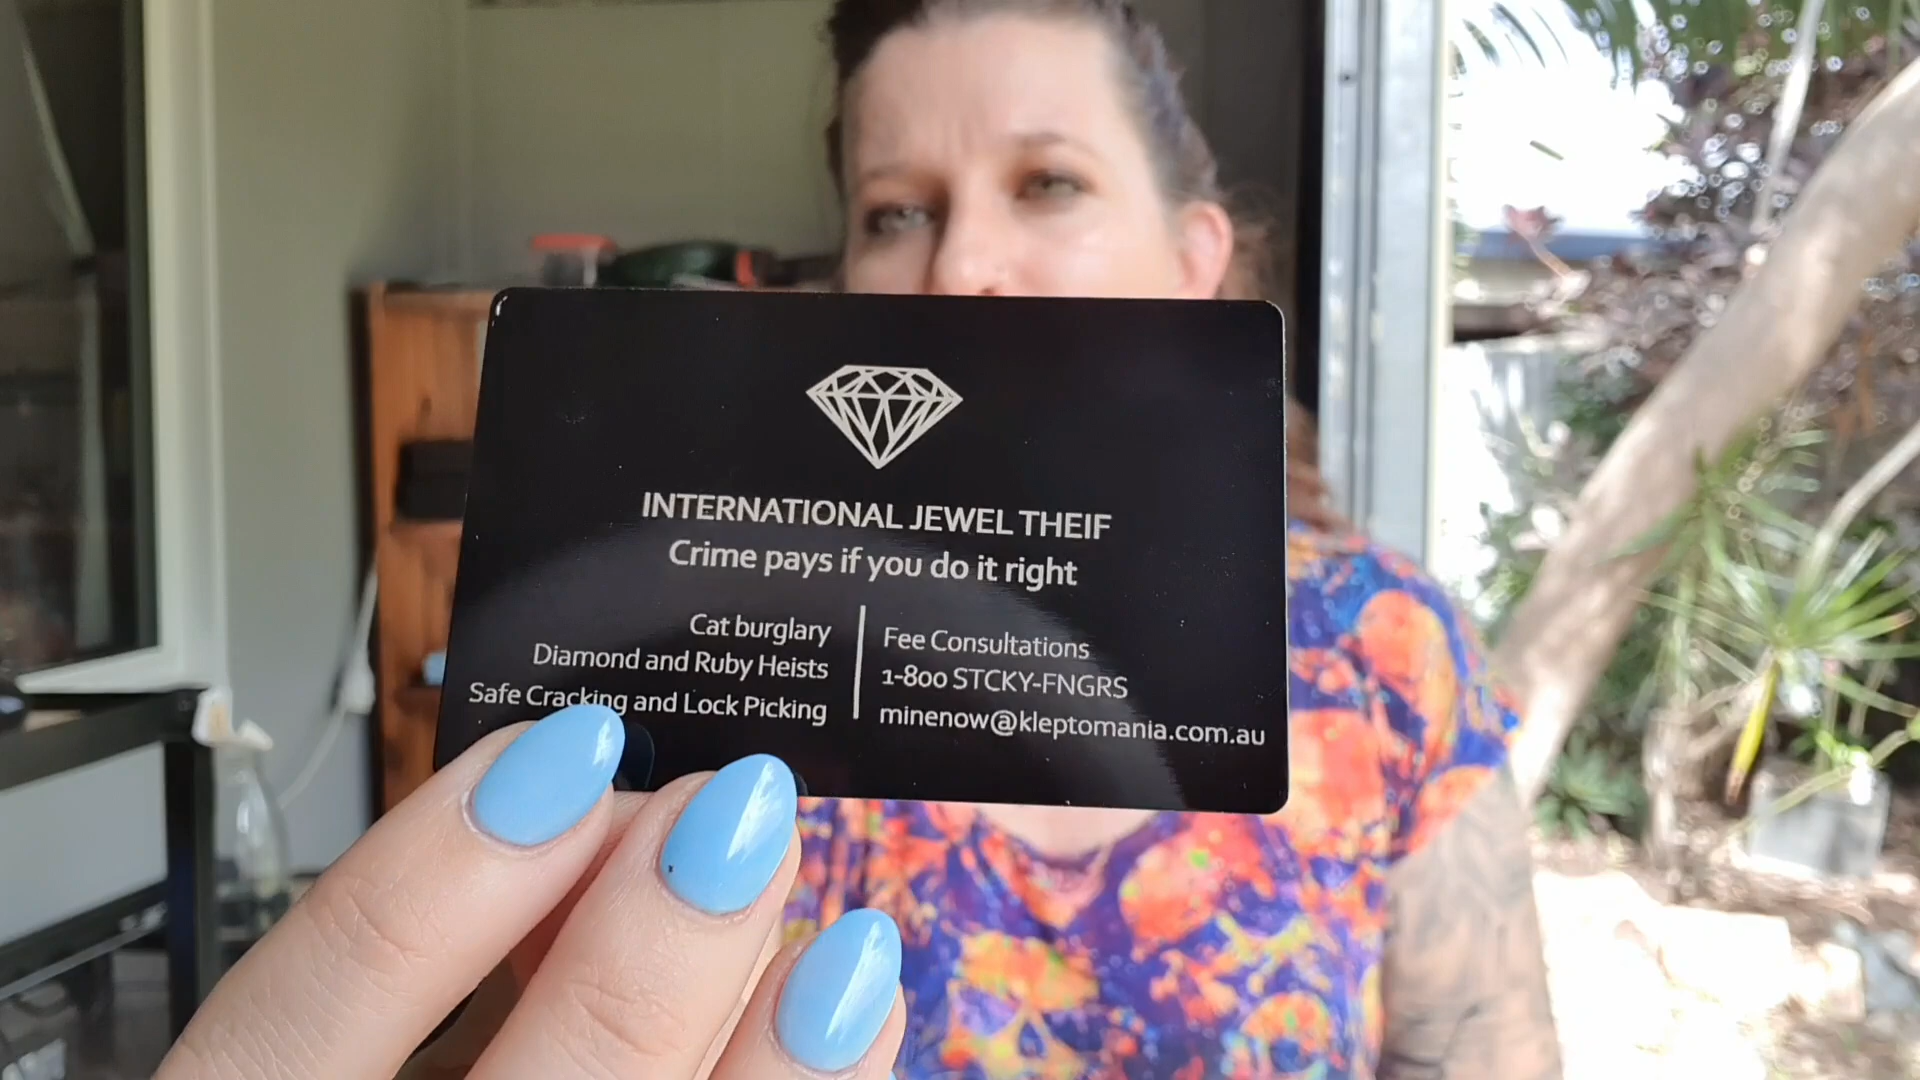 INTERNATIONAL JEWEL THEIF
Crime pays if you do it right
Cat burglary
Diamond and Ruby Heists
Safe Cracking and Lock Picking
Fee Consultations
1-800 STCKY-FNGRS
minenow@kleptomania.com.au